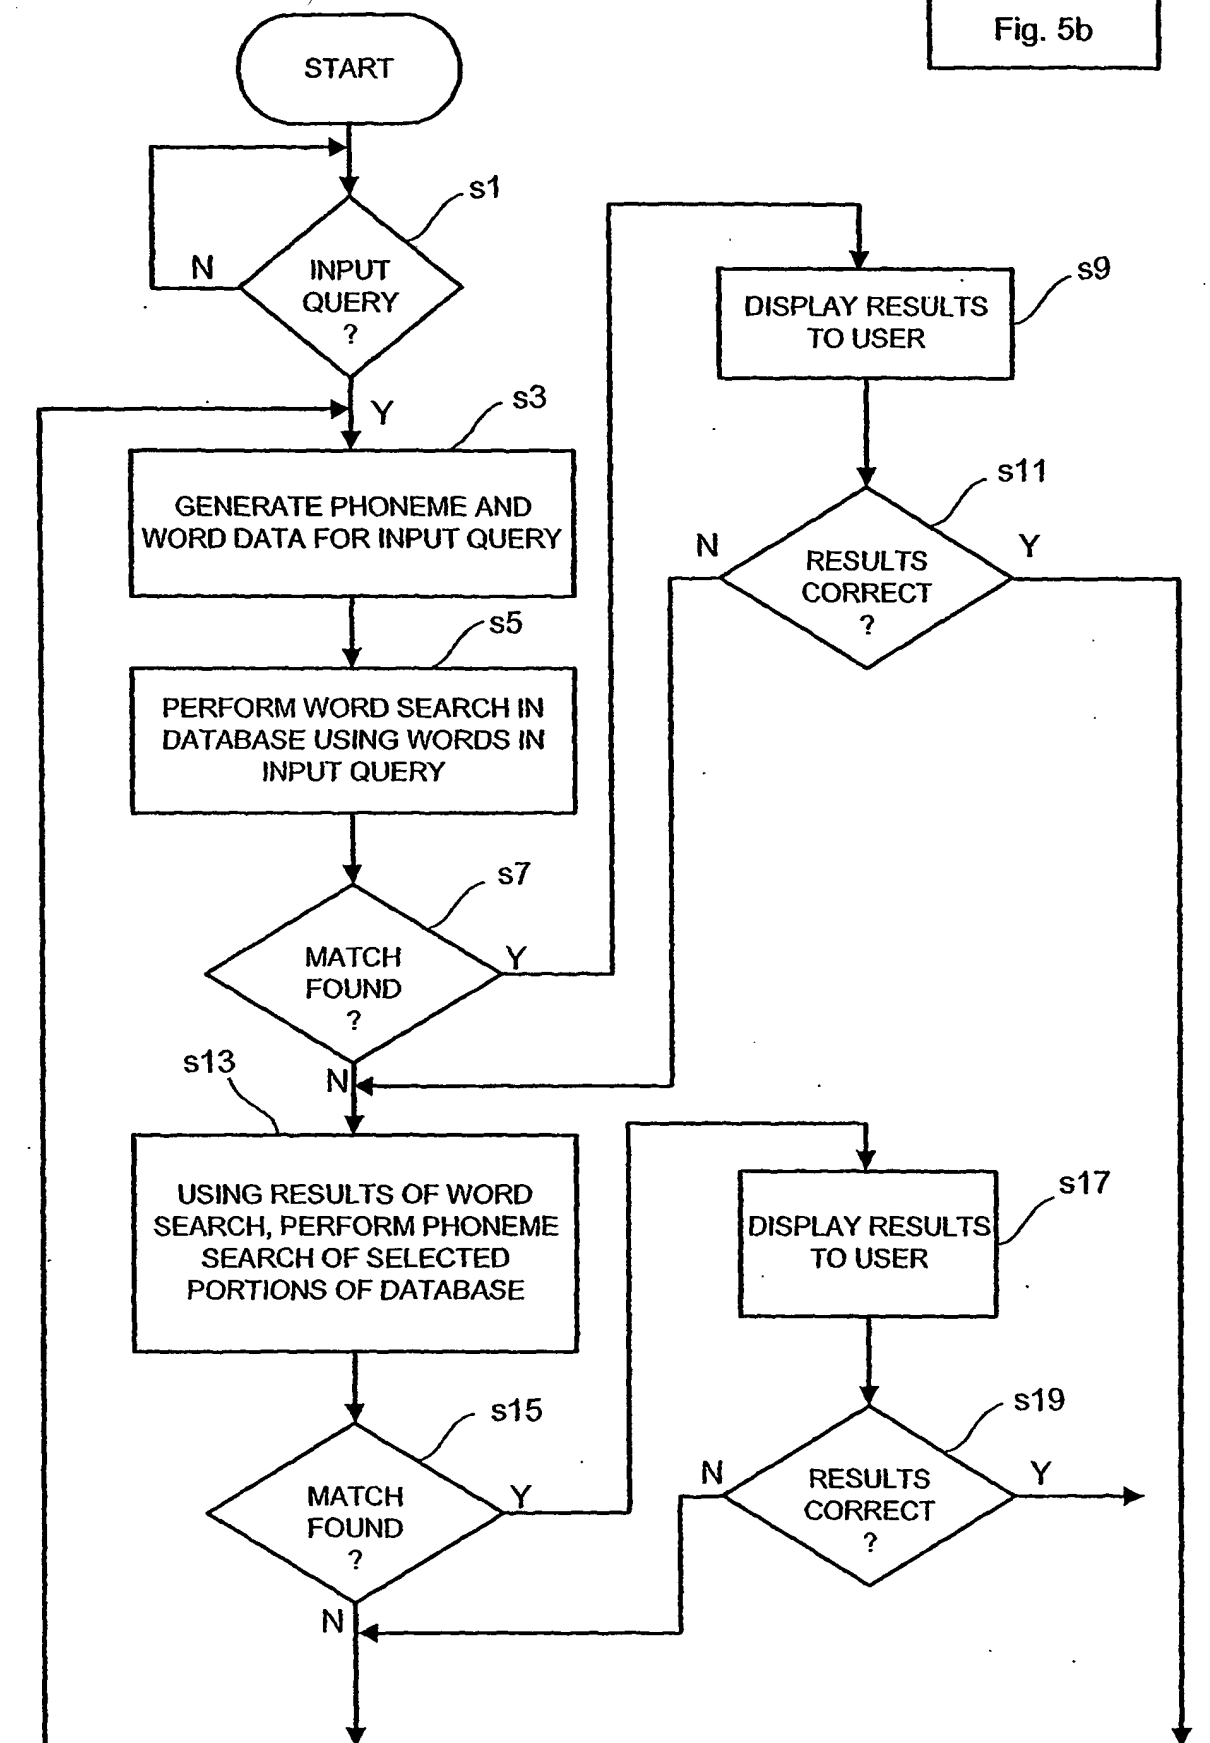 Fig. 5b
START
s1
N
INPUT
QUERY
?
Y
s3
GENERATE PHONEME AND
WORD DATA FOR INPUT QUERY
s5
PERFORM WORD SEARCH IN
DATABASE USING WORDS IN
INPUT QUERY
s7
MATCH
FOUND
?
Y
N
s9
DISPLAY RESULTS
TO USER
s11
N
Y
RESULTS
CORRECT
?
s13
USING RESULTS OF WORD
SEARCH, PERFORM PHONEME
SEARCH OF SELECTED
PORTIONS OF DATABASE
s15
MATCH
FOUND
?
Y
N
s17
DISPLAY RESULTS
TO USER
s19
N
Y
RESULTS
CORRECT
?